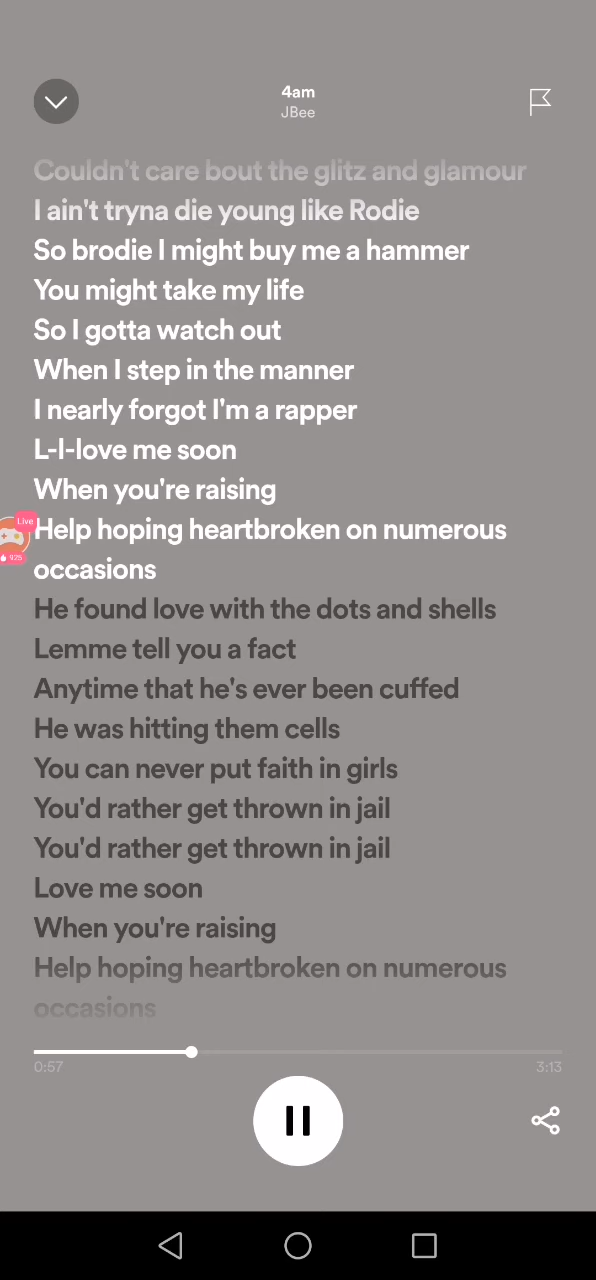 4am
JBee
Couldn't care bout the glitz and glamour
I ain't tryna die young like Rodie
So brodie I might buy me a hammer
You might take my life
So I gotta watch out
When I step in the manner
I nearly forgot I'm a rapper
L-l-love me soon
When you're raising
Live
Help hoping heartbroken on numerous
925
occasions
He found love with the dots and shells
Lemme tell you a fact
Anytime that he's ever been cuffed
He was hitting them cells
You can never put faith in girls
You'd rather get thrown in jail
You'd rather get thrown in jail
Love me soon
When you're raising
Help hoping heartbroken on numerous
occasions
0:57 3:13